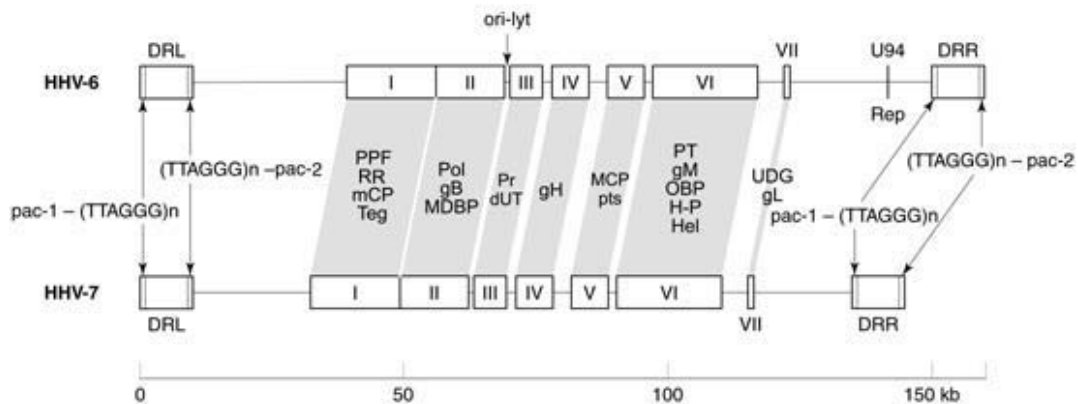 ori-lyt
DRL VII U94 DRR
HHV-6 I II III IV V VI
Rep
PPF
RR
mCP
Teg
Pol
gB
MDBP
Pr
dUT
gH
MCP
pts
PT
gM
OBP
H-P
Hel
UDG
gL
(TTAGGG)n –pac-2
pac-1 – (TTAGGG)n
(TTAGGG)n – pac-2
pac-1 – (TTAGGG)n
HHV-7 I II III IV V VI
DRL VII DRR
0 50 100 150 kb